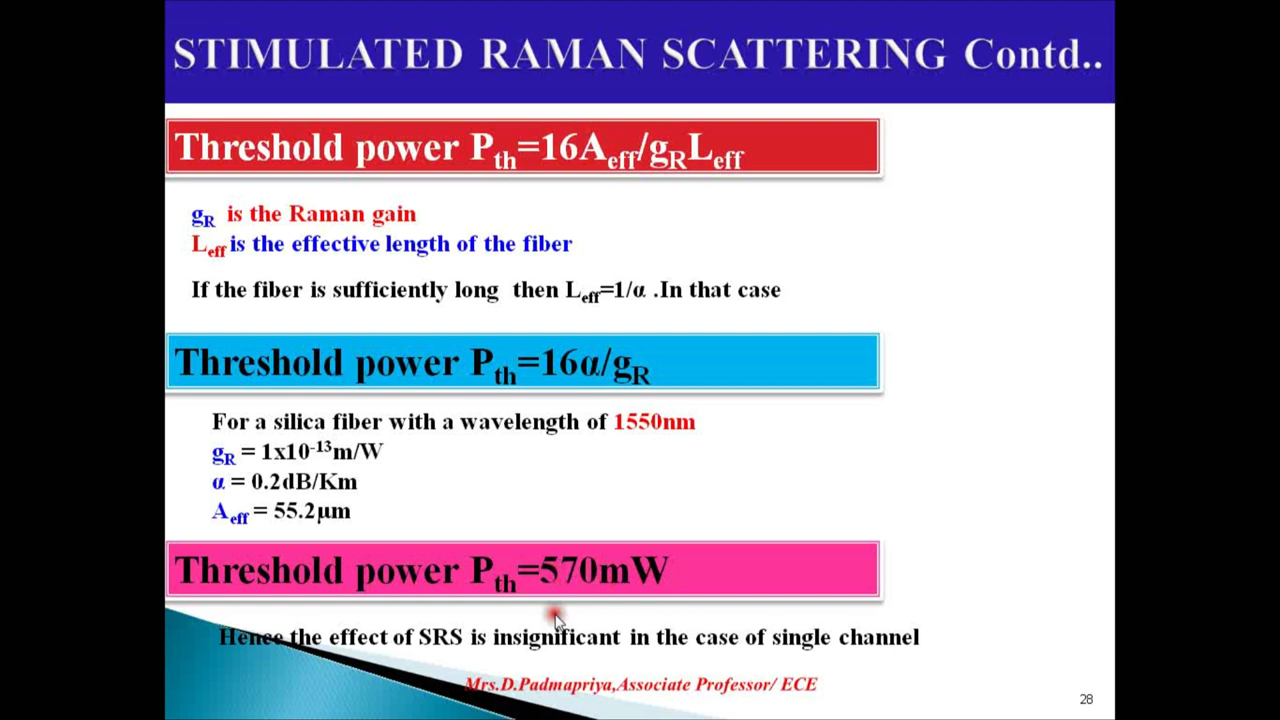 STIMULATED RAMAN SCATTERING Contd..
Threshold power Pth=16Aeff/gRLeff
gR is the Raman gain
Leff is the effective length of the fiber
If the fiber is sufficiently long then Leff=1/α .In that case
Threshold power Pth=16α/gR
For a silica fiber with a wavelength of 1550nm
gR = 1x10-13m/W
α = 0.2dB/Km
Aeff = 55.2μm
Threshold power Pth=570mW
Hence the effect of SRS is insignificant in the case of single channel
Mrs.D.Padmapriya,Associate Professor/ ECE
28